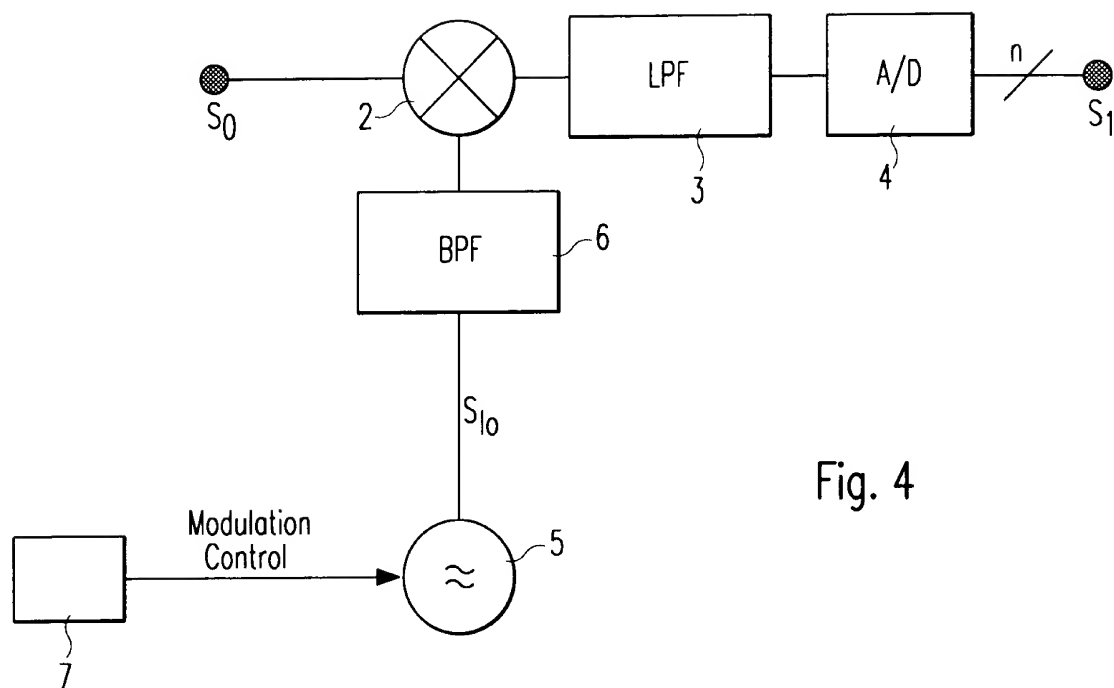 LPF
A/D
n
S0
2
S1
3
4
BPF
6
Slo
Fig. 4
Modulation
Control
5
≈
7